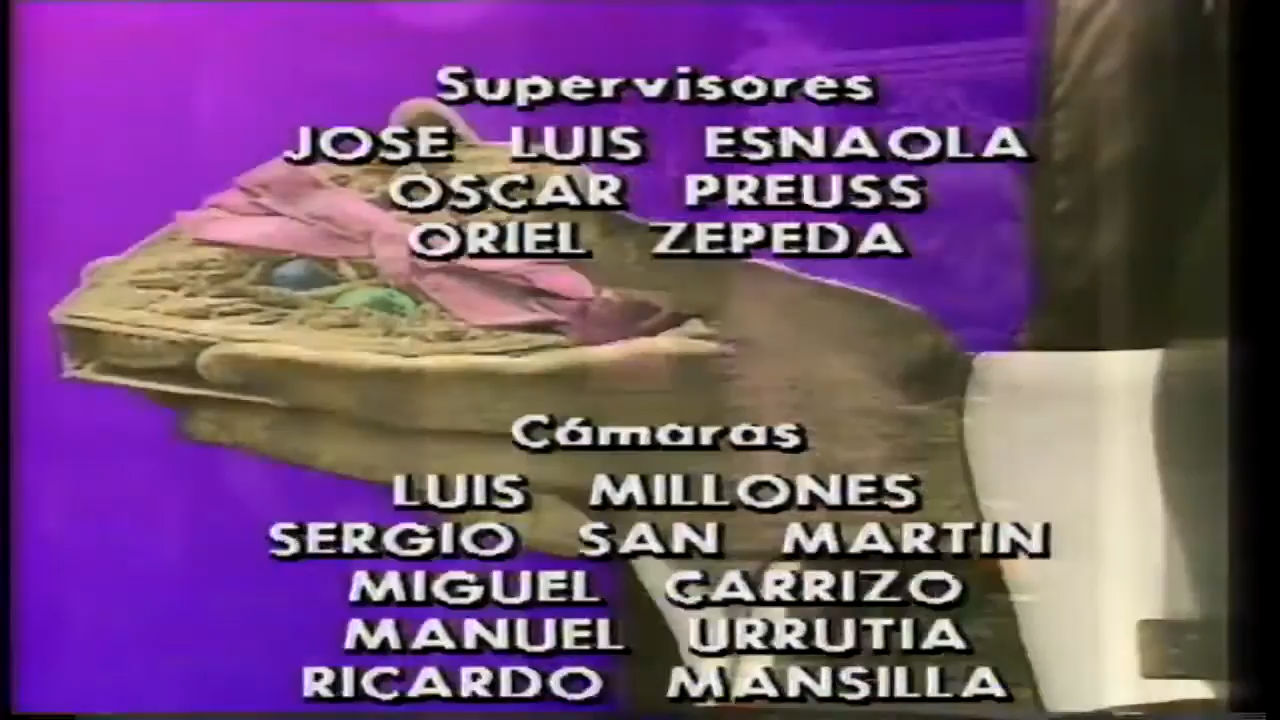 Supervisores
JOSE LUIS ESNAOLA
OSCAR PREUSS
ORIEL ZEPEDA
Cámaras
LUIS MILLONES
SERGIO SAN MARTIN
MIGUEL CARRIZO
MANUEL URRUTIA
RICARDO MANSILLA